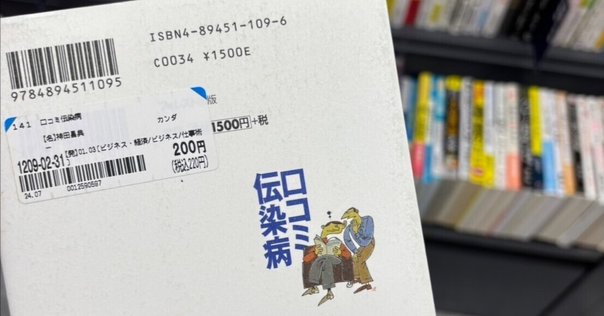 ISBN4-89451-109-6
C0034 ¥1500E
9784894511095
版
1500円+税
141 口コミ伝染病
カンダ
[名]神田昌典
1209-02-31
[発]01.03[ビジネス・経済/ビジネス/仕事術
200円
(税込220円)
24.07
0012590697
口コミ
伝染病